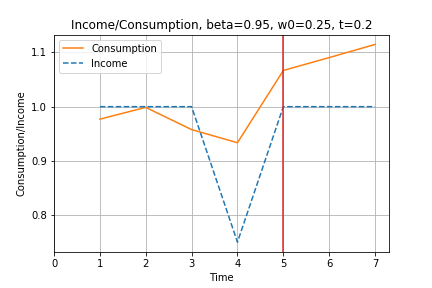 Income/Consumption, beta=0.95, w0=0.25, t=0.2
Consumption
Income
Consumption/Income
1.1
1.0
0.9
0.8
0 1 2 3 4 5 6 7
Time